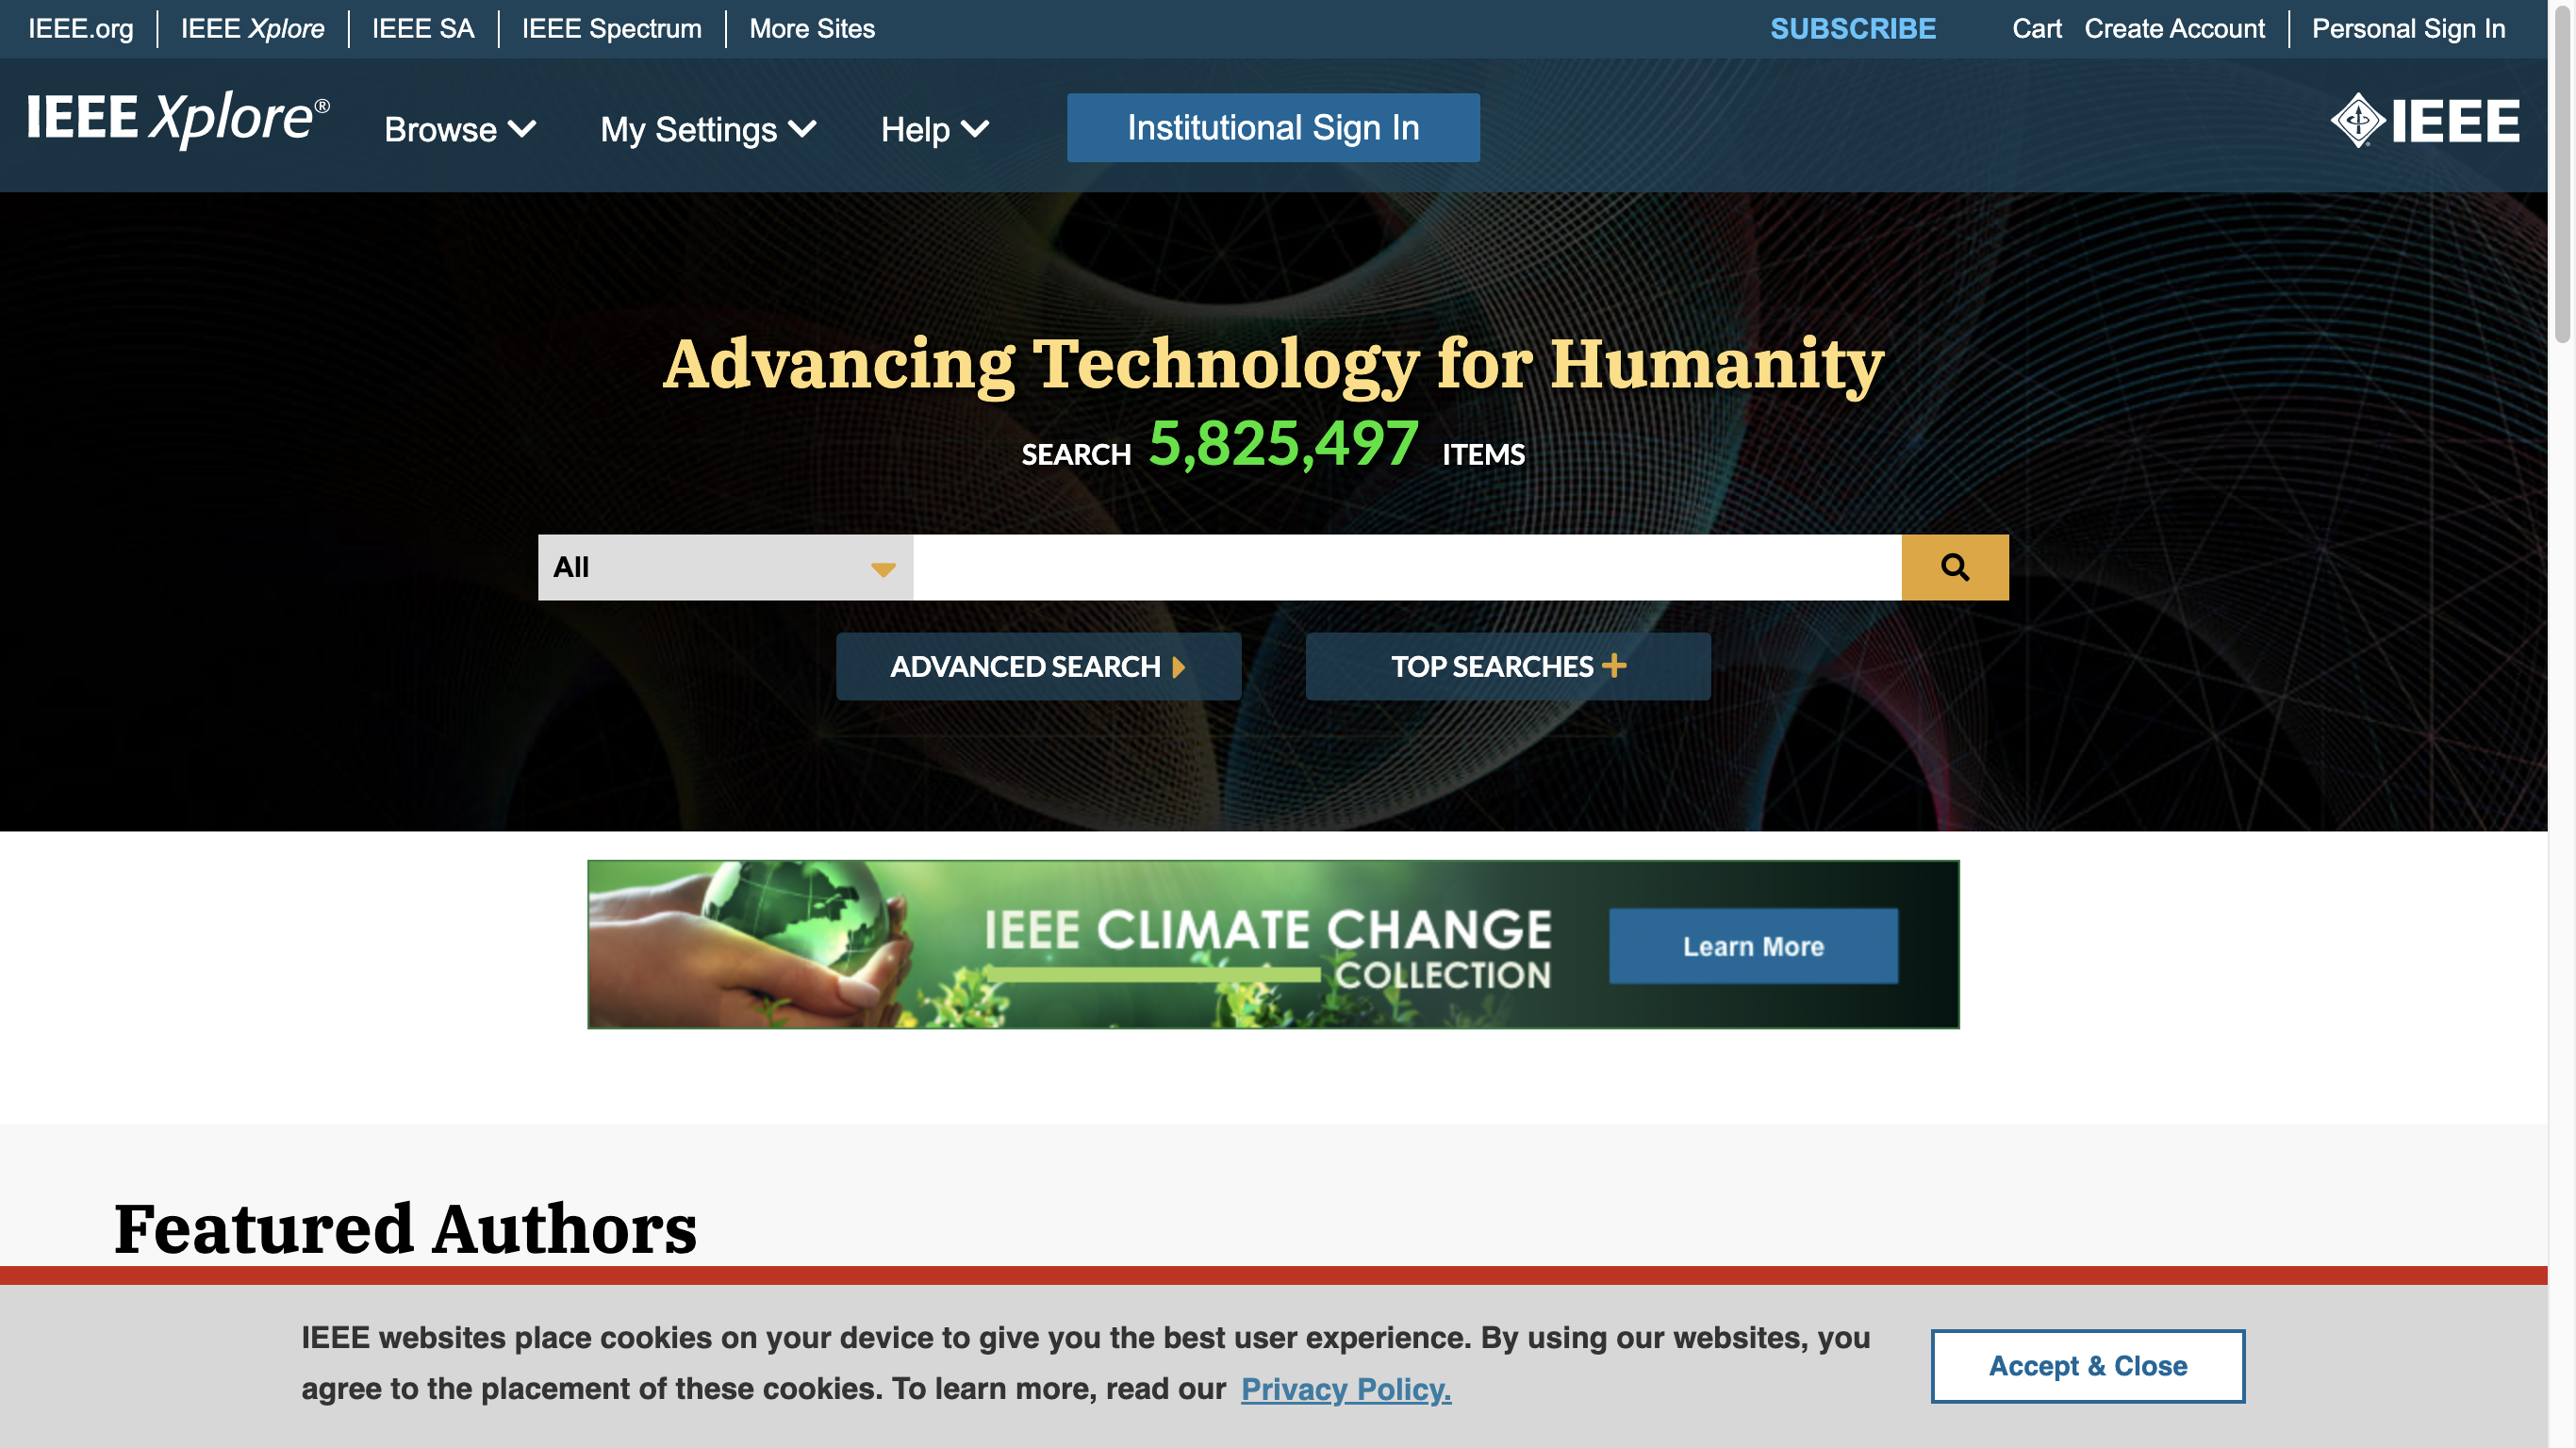 IEEE.org IEEE Xplore IEEE SA IEEE Spectrum More Sites SUBSCRIBE Cart Create Account Personal Sign In
IEEE Xplore® Browse My Settings Help Institutional Sign In IEEE
Advancing Technology for Humanity
SEARCH 5,825,497 ITEMS
All
ADVANCED SEARCH TOP SEARCHES
IEEE CLIMATE CHANGE
COLLECTION
Learn More
Featured Authors
IEEE websites place cookies on your device to give you the best user experience. By using our websites, you
agree to the placement of these cookies. To learn more, read our Privacy Policy.
Accept & Close